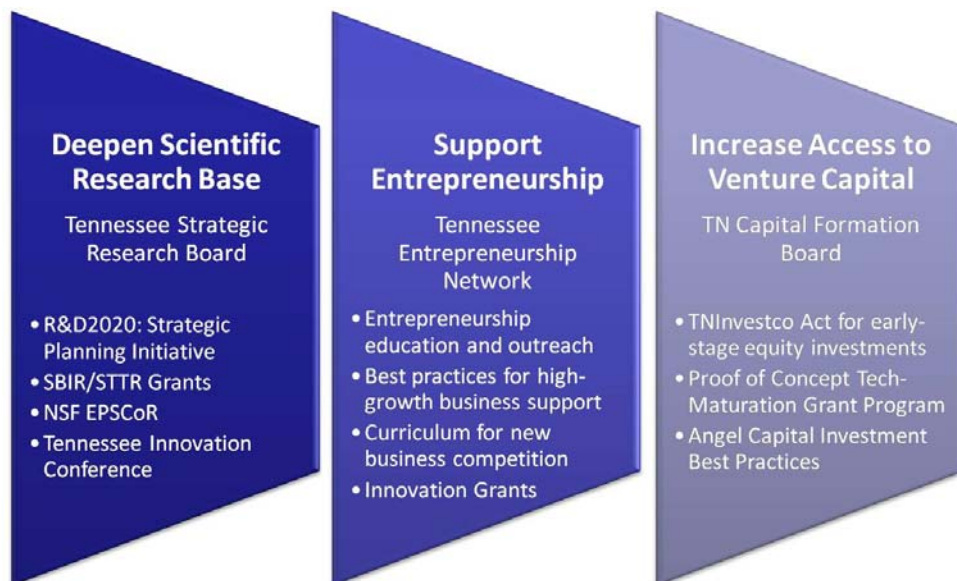 Deepen Scientific
Research Base
Tennessee Strategic
Research Board
• R&D2020: Strategic
Planning Initiative
• SBIR/STTR Grants
• NSF EPSCoR
• Tennessee Innovation
Conference
Support
Entrepreneurship
Tennessee
Entrepreneurship
Network
• Entrepreneurship
education and outreach
• Best practices for high-
growth business support
• Curriculum for new
business competition
• Innovation Grants
Increase Access to
Venture Capital
TN Capital Formation
Board
• TNInvestco Act for early-
stage equity investments
• Proof of Concept Tech-
Maturation Grant Program
• Angel Capital Investment
Best Practices